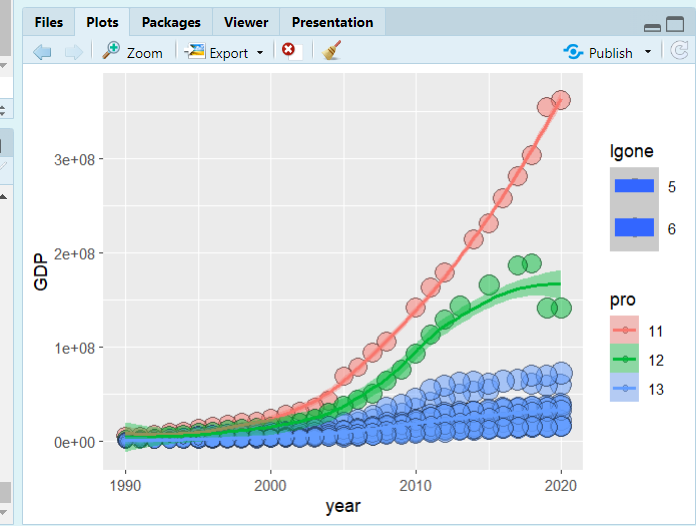 Files Plots Packages Viewer Presentation
Zoom Export Publish
3e+08
2e+08
1e+08
0e+00
GDP
1990 2000 2010 2020
year
lgone
5
6
pro
11
12
13